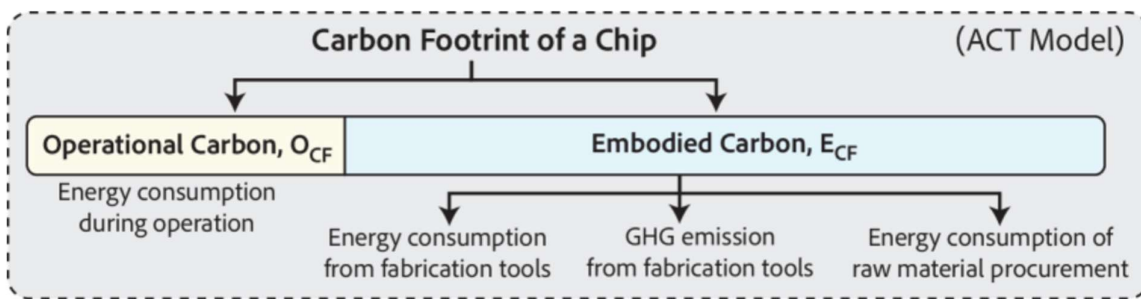 Carbon Footrint of a Chip
(ACT Model)
Operational Carbon, O_CF
Embodied Carbon, E_CF
Energy consumption
during operation
Energy consumption
from fabrication tools
GHG emission
from fabrication tools
Energy consumption of
raw material procurement